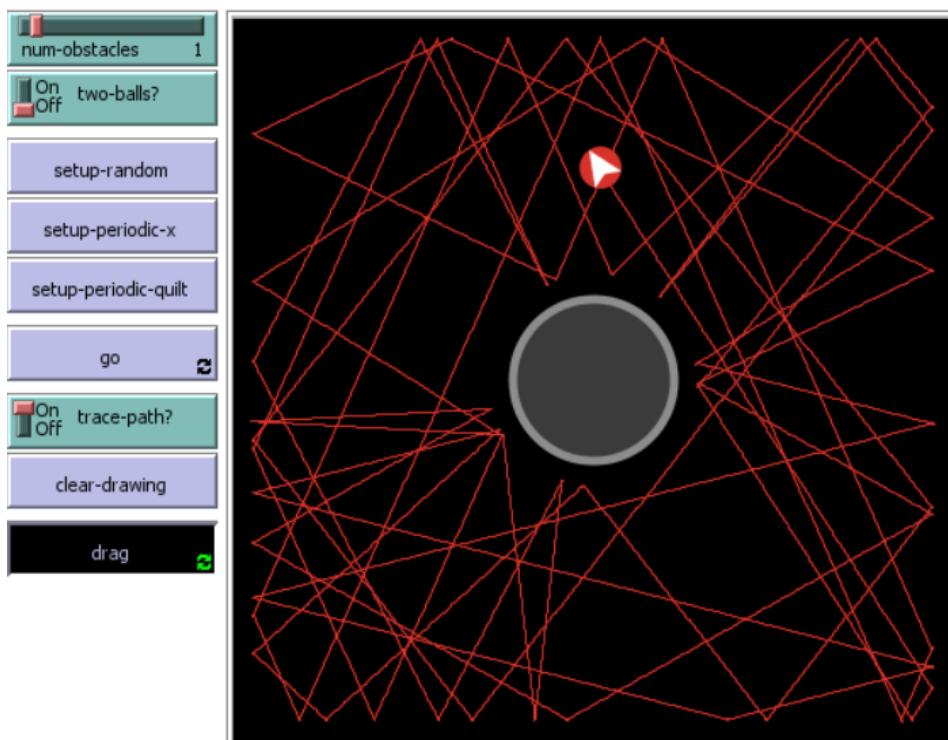 num-obstacles 1
On
Off
two-balls?
setup-random
setup-periodic-x
setup-periodic-quilt
go
On
Off
trace-path?
clear-drawing
drag